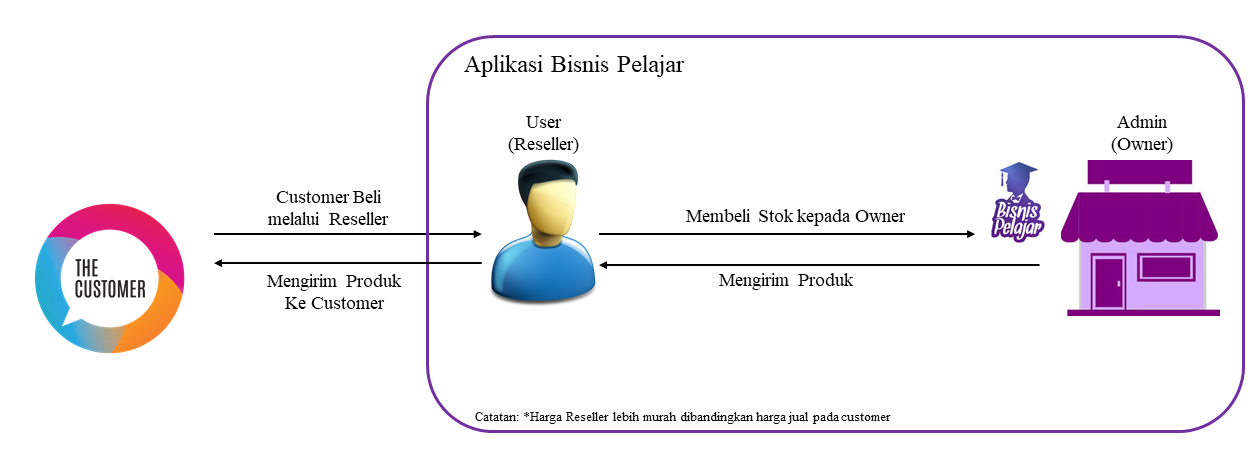 Aplikasi Bisnis Pelajar
User
(Reseller)
Admin
(Owner)
Customer Beli
melalui Reseller
Membeli Stok kepada Owner
Bisnis
Pelajar
THE
CUSTOMER
Mengirim Produk
Ke Customer
Mengirim Produk
Catatan: *Harga Reseller lebih murah dibandingkan harga jual pada customer